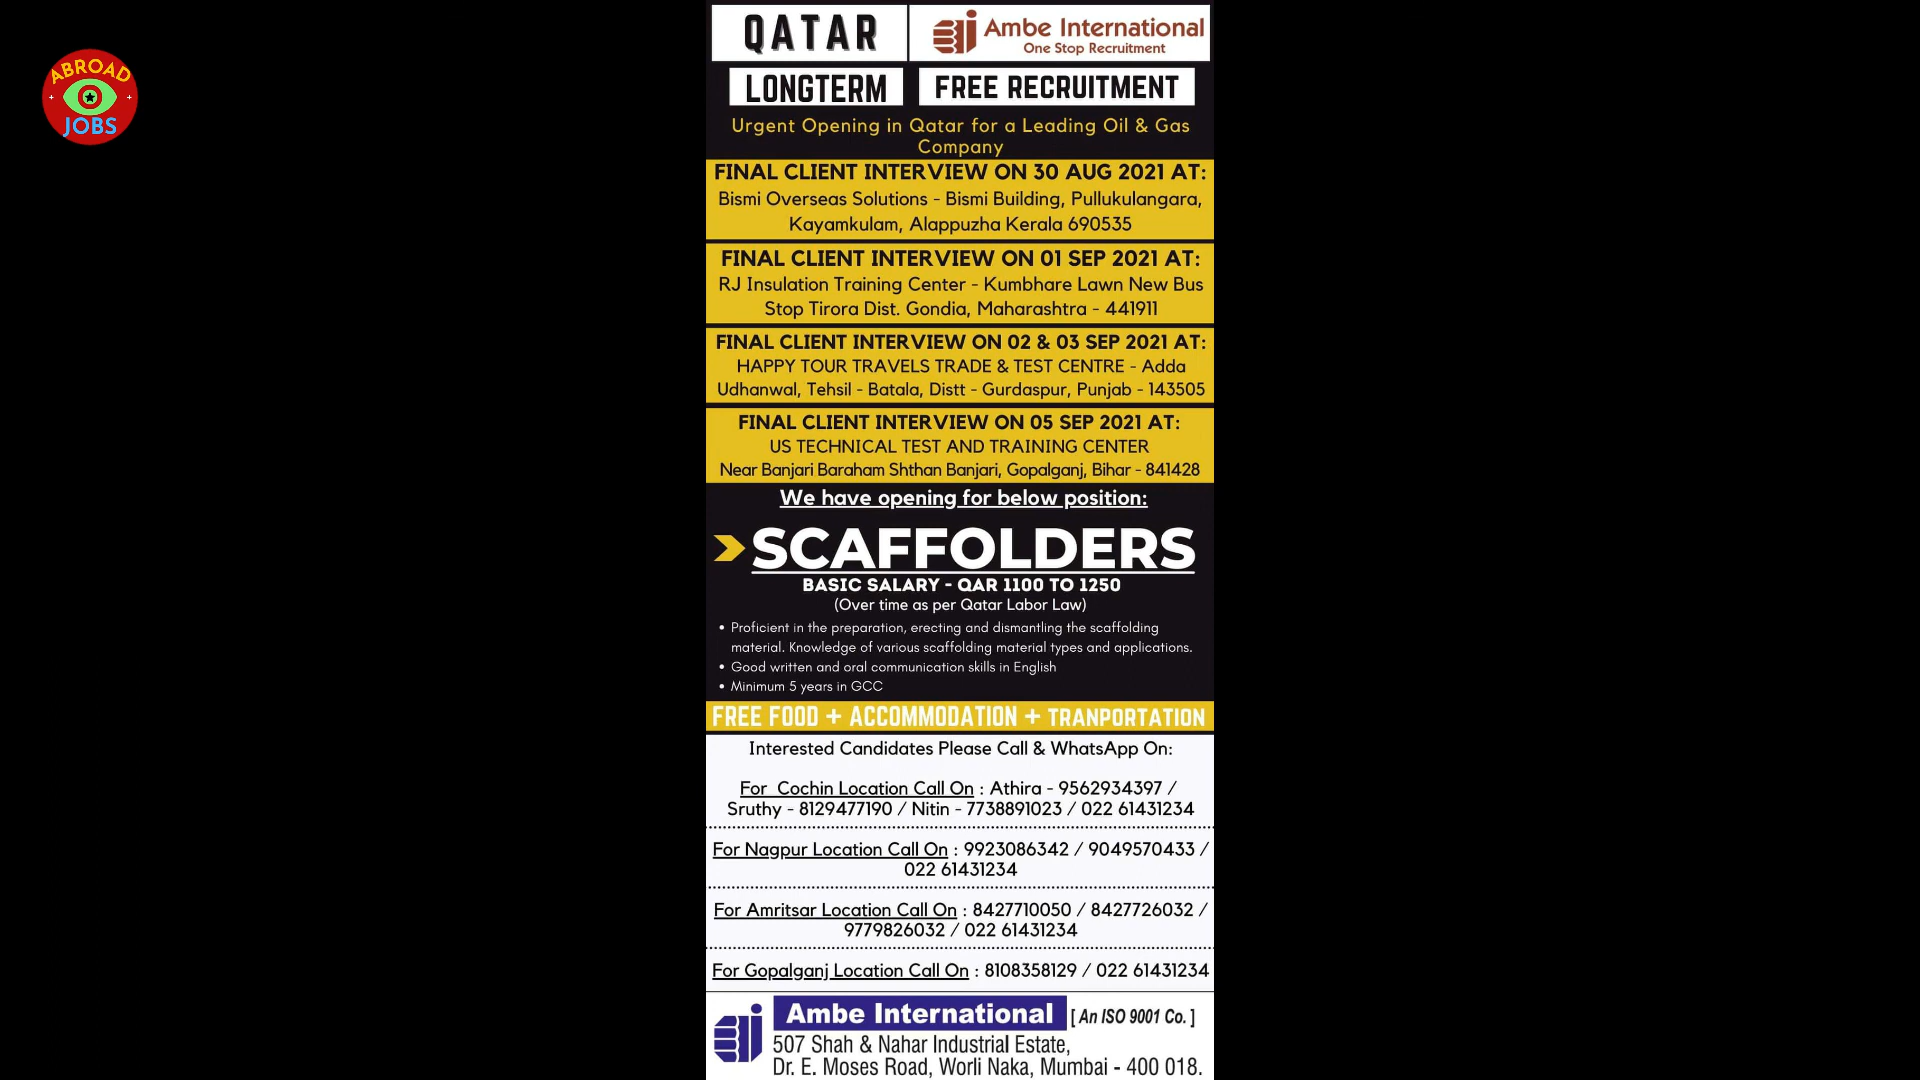 ABROAD
JOBS
QATAR
Ambe International
One Stop Recruitment
LONGTERM
FREE RECRUITMENT
Urgent Opening in Qatar for a Leading Oil & Gas
Company
FINAL CLIENT INTERVIEW ON 30 AUG 2021 AT:
Bismi Overseas Solutions - Bismi Building, Pullukulangara,
Kayamkulam, Alappuzha Kerala 690535
FINAL CLIENT INTERVIEW ON 01 SEP 2021 AT:
RJ Insulation Training Center - Kumbhare Lawn New Bus
Stop Tirora Dist. Gondia, Maharashtra - 441911
FINAL CLIENT INTERVIEW ON 02 & 03 SEP 2021 AT:
HAPPY TOUR TRAVELS TRADE & TEST CENTRE - Adda
Udhanwal, Tehsil - Batala, Distt - Gurdaspur, Punjab - 143505
FINAL CLIENT INTERVIEW ON 05 SEP 2021 AT:
US TECHNICAL TEST AND TRAINING CENTER
Near Banjari Baraham Shthan Banjari, Gopalganj, Bihar - 841428
We have opening for below position:
SCAFFOLDERS
BASIC SALARY - QAR 1100 TO 1250
(Over time as per Qatar Labor Law)
• Proficient in the preparation, erecting and dismantling the scaffolding
material. Knowledge of various scaffolding material types and applications.
• Good written and oral communication skills in English
• Minimum 5 years in GCC
FREE FOOD + ACCOMMODATION + TRANPORTATION
Interested Candidates Please Call & WhatsApp On:
For Cochin Location Call On : Athira - 9562934397 /
Sruthy - 8129477190 / Nitin - 7738891023 / 022 61431234
For Nagpur Location Call On : 9923086342 / 9049570433 /
022 61431234
For Amritsar Location Call On : 8427710050 / 8427726032 /
9779826032 / 022 61431234
For Gopalganj Location Call On : 8108358129 / 022 61431234
Ambe International [ An ISO 9001 Co. ]
507 Shah & Nahar Industrial Estate,
Dr. E. Moses Road, Worli Naka, Mumbai - 400 018.